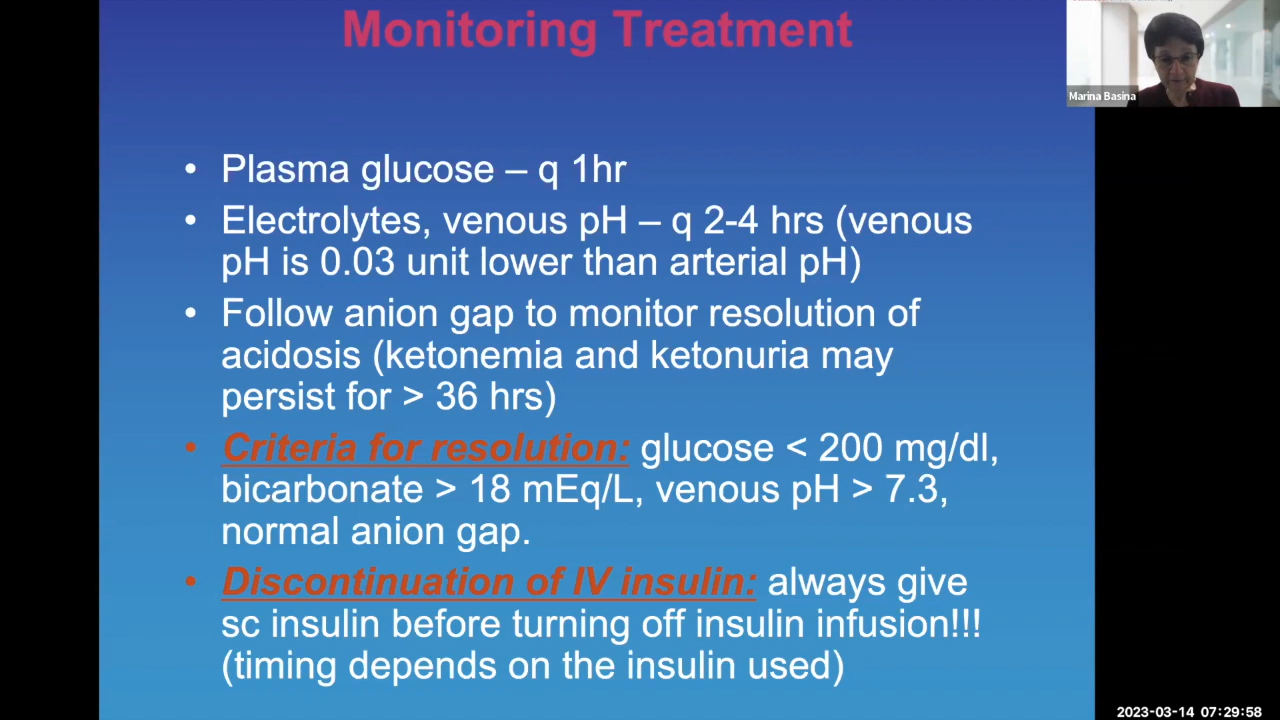 Monitoring Treatment
Marina Basina
• Plasma glucose – q 1hr
• Electrolytes, venous pH – q 2-4 hrs (venous
pH is 0.03 unit lower than arterial pH)
• Follow anion gap to monitor resolution of
acidosis (ketonemia and ketonuria may
persist for > 36 hrs)
• Criteria for resolution: glucose < 200 mg/dl,
bicarbonate > 18 mEq/L, venous pH > 7.3,
normal anion gap.
• Discontinuation of IV insulin: always give
sc insulin before turning off insulin infusion!!!
(timing depends on the insulin used)
2023-03-14 07:29:58